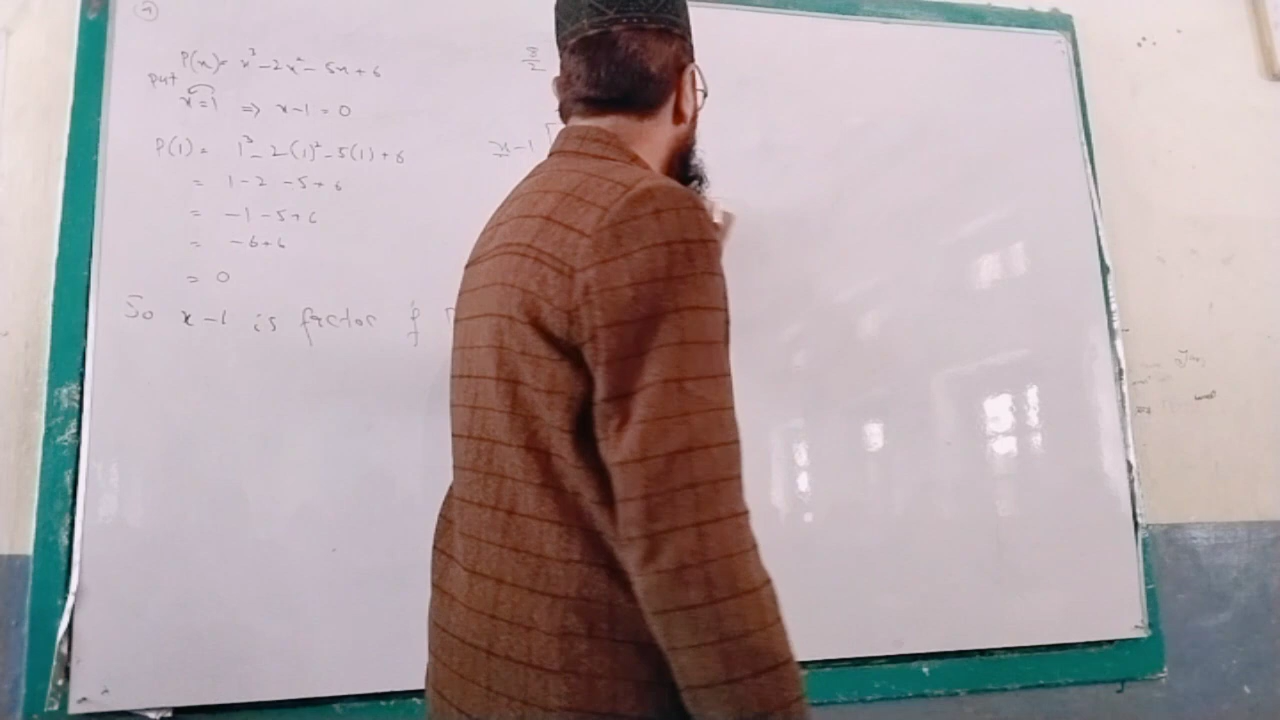 P(x) = x³ - 2x² - 5x + 6
put
x = 1 ⇒ x - 1 = 0
P(1) = 1³ - 2(1)² - 5(1) + 6
= 1 - 2 - 5 + 6
= -1 - 5 + 6
= -6 + 6
= 0
So x - 1 is factor of
x - 1